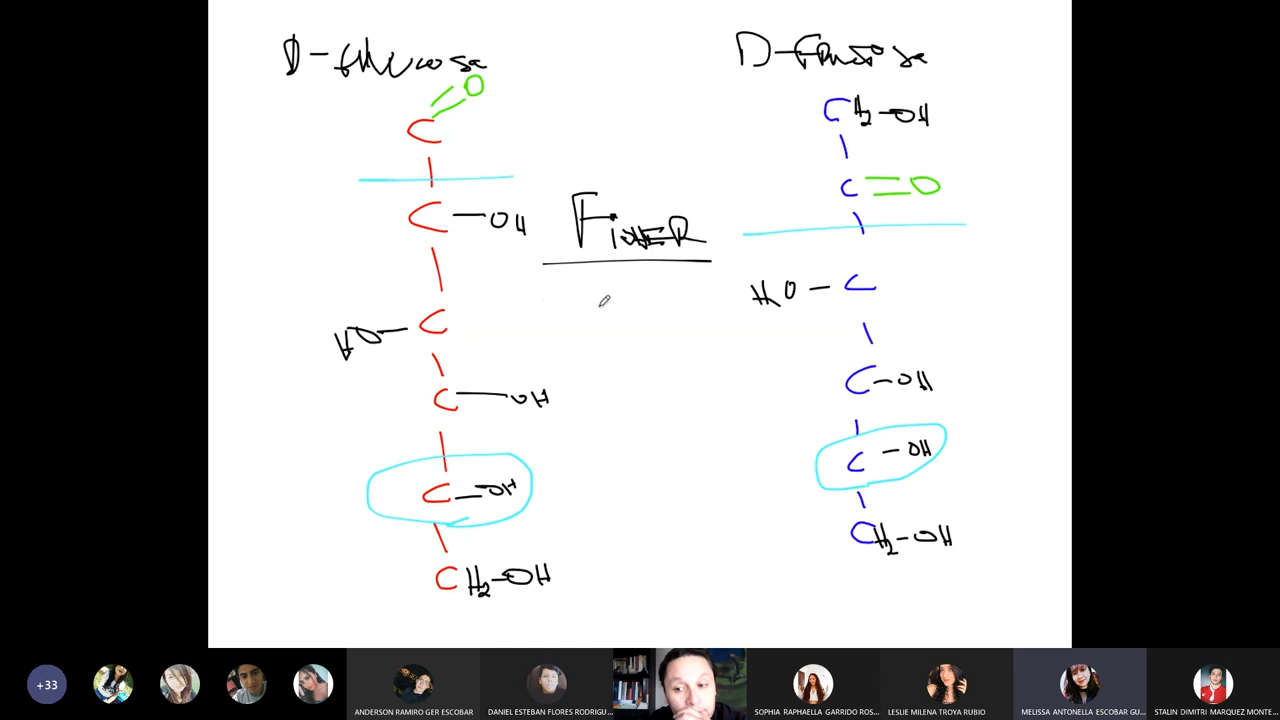 D-Glucosa
O
C
C-OH
HO-C
C-OH
C-OH
CH2-OH
FisHER
D-Fructosa
CH2-OH
C=O
HO-C
C-OH
C-OH
CH2-OH
+33
ANDERSON RAMIRO GER ESCOBAR
DANIEL ESTEBAN FLORES RODRIGU...
SOPHIA RAPHAELLA GARRIDO ROS...
LESLIE MILENA TROYA RUBIO
MELISSA ANTONELLA ESCOBAR GU...
STALIN DIMITRI MARQUEZ MONTE...